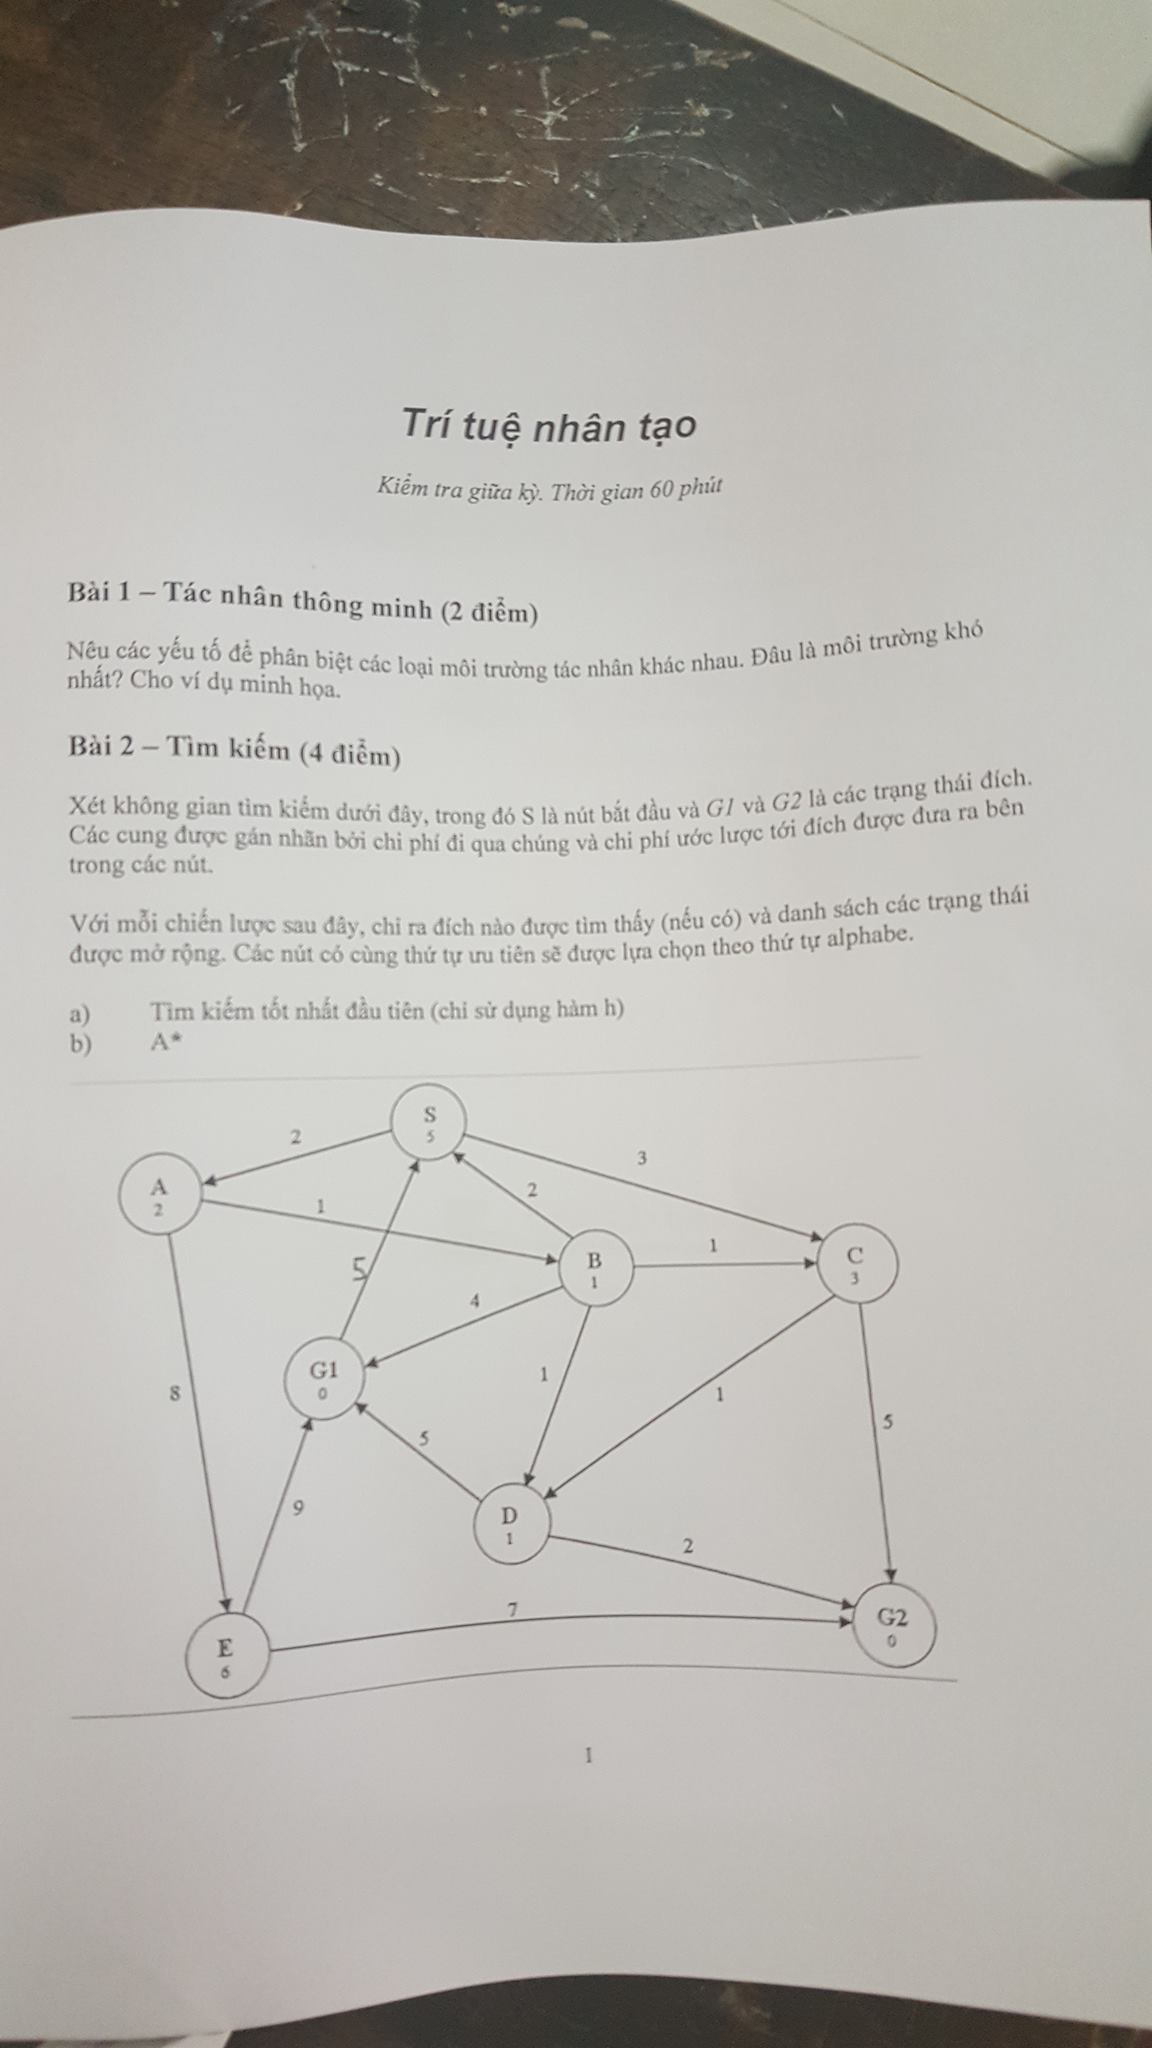 Trí tuệ nhân tạo
Kiểm tra giữa kỳ. Thời gian 60 phút
Bài 1 – Tác nhân thông minh (2 điểm)
Nêu các yếu tố để phân biệt các loại môi trường tác nhân khác nhau. Đâu là môi trường khó
nhất? Cho ví dụ minh họa.
Bài 2 – Tìm kiếm (4 điểm)
Xét không gian tìm kiếm dưới đây, trong đó S là nút bắt đầu và G1 và G2 là các trạng thái đích.
Các cung được gán nhãn bởi chi phí đi qua chúng và chi phí ước lược tới đích được đưa ra bên
trong các nút.
Với mỗi chiến lược sau đây, chỉ ra đích nào được tìm thấy (nếu có) và danh sách các trạng thái
được mở rộng. Các nút có cùng thứ tự ưu tiên sẽ được lựa chọn theo thứ tự alphabe.
a) Tìm kiếm tốt nhất đầu tiên (chỉ sử dụng hàm h)
b) A*
S
5
2
3
A
2
2
1
B
1
1
C
3
5
4
G1
0
1
1
8
5
5
9
D
1
2
7
G2
0
E
6
1